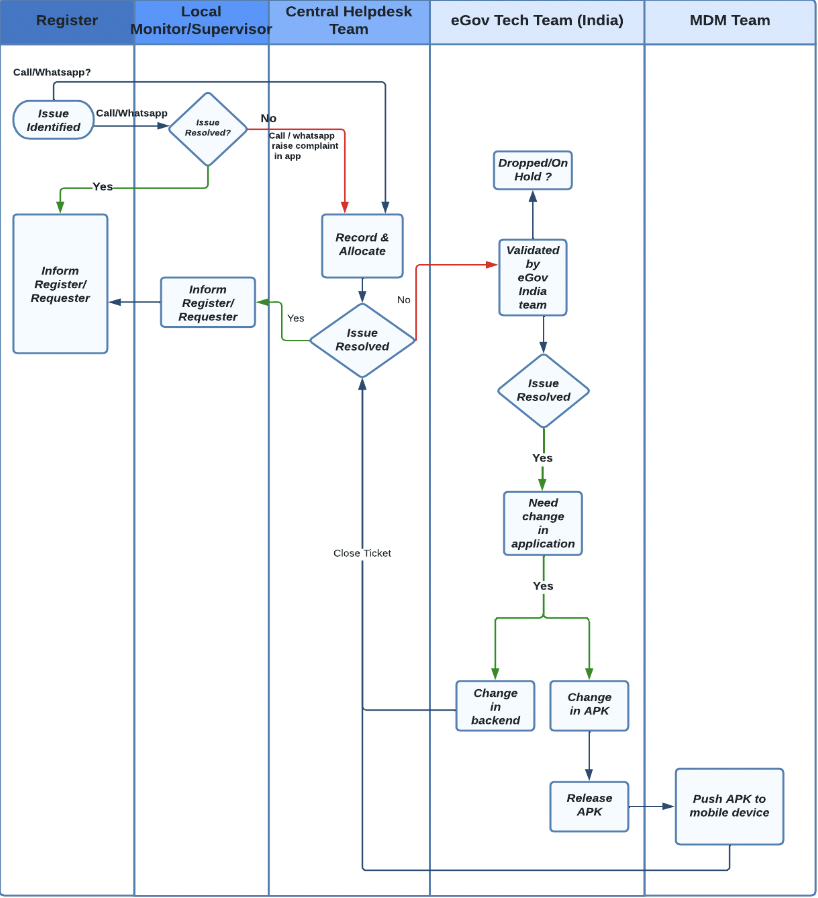 Register
Local
Monitor/Supervisor
Central Helpdesk
Team
eGov Tech Team (India)
MDM Team
Call/Whatsapp?
Issue
Identified
Call/Whatsapp
Issue
Resolved?
No
Call / whatsapp
raise complaint
in app
Yes
Dropped/On
Hold ?
Record &
Allocate
Validated
by
eGov
India
team
Inform
Register/
Requester
Inform
Register/
Requester
Yes
Issue
Resolved
No
Issue
Resolved
Yes
Need
change
in
application
Close Ticket
Yes
Change
in
backend
Change
in APK
Release
APK
Push APK to
mobile device